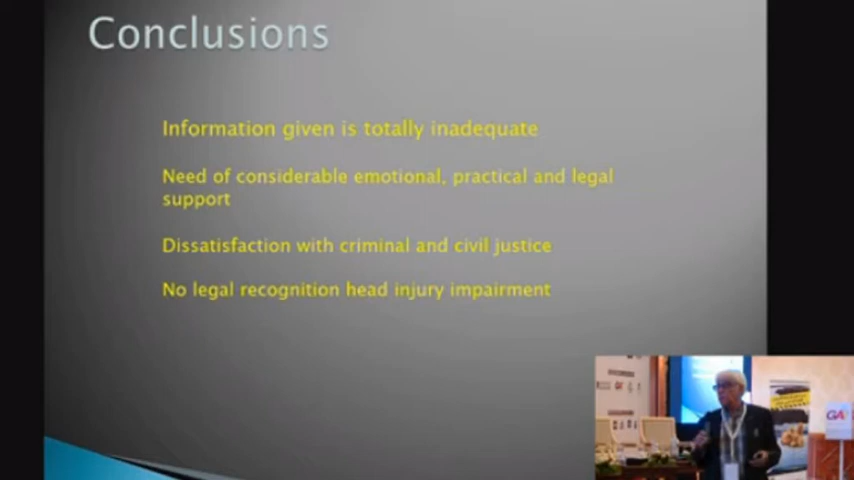 Conclusions
Information given is totally inadequate
Need of considerable emotional, practical and legal
support
Dissatisfaction with criminal and civil justice
No legal recognition head injury impairment